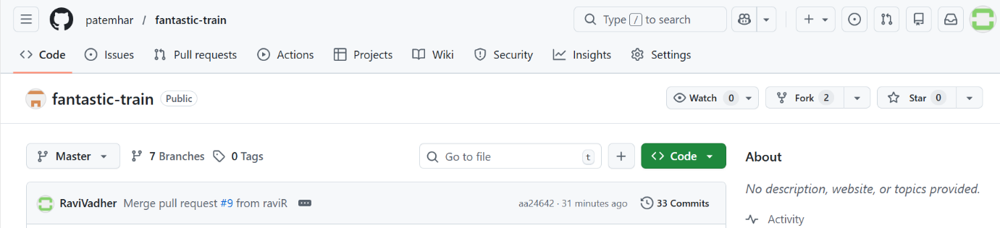 patemhar / fantastic-train Type / to search
Code Issues Pull requests Actions Projects Wiki Security Insights Settings
fantastic-train Public Watch 0 Fork 2 Star 0
Master 7 Branches 0 Tags Go to file t Code About
No description, website, or topics provided.
RaviVadher Merge pull request #9 from raviR aa24642 · 31 minutes ago 33 Commits
Activity